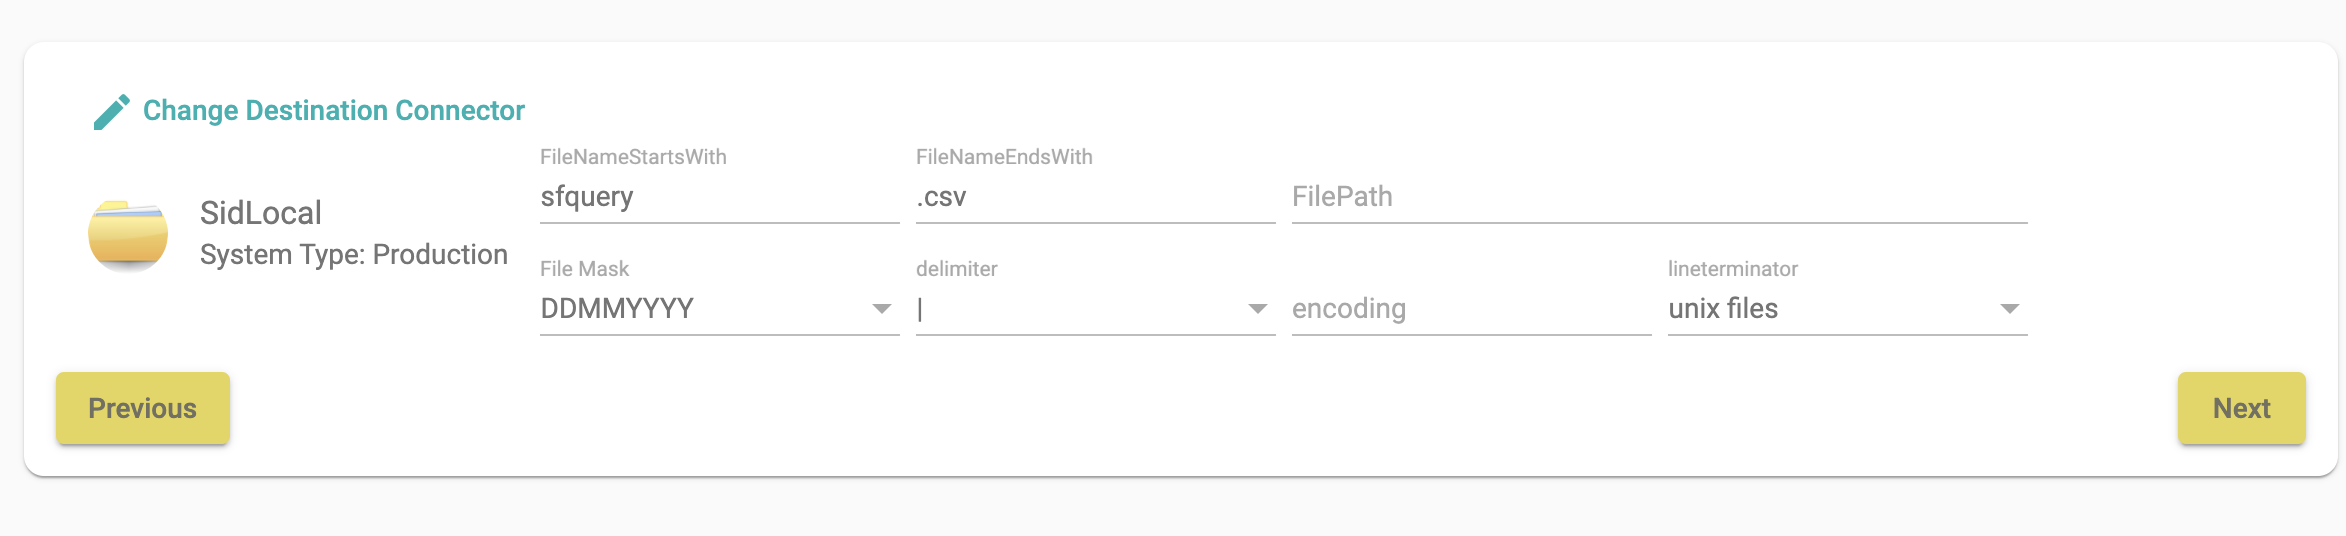 Change Destination Connector
SidLocal
System Type: Production
FileNameStartsWith
sfquery
FileNameEndsWith
.csv
FilePath
File Mask
DDMMYYYY
delimiter
|
encoding
lineterminator
unix files
Previous
Next